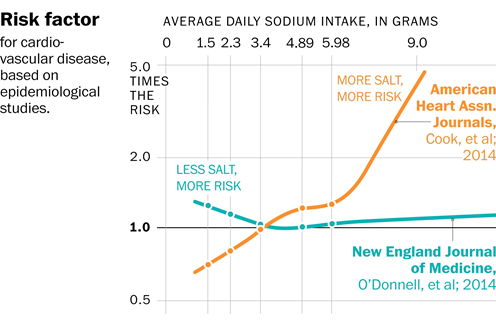 Risk factor
for cardio-
vascular disease,
based on
epidemiological
studies.
AVERAGE DAILY SODIUM INTAKE, IN GRAMS
0 1.5 2.3 3.4 4.89 5.98 9.0
5.0
TIMES
THE
RISK
2.0
1.0
0.5
MORE SALT,
MORE RISK
American
Heart Assn.
Journals,
Cook, et al;
2014
LESS SALT,
MORE RISK
New England Journal
of Medicine,
O'Donnell, et al; 2014